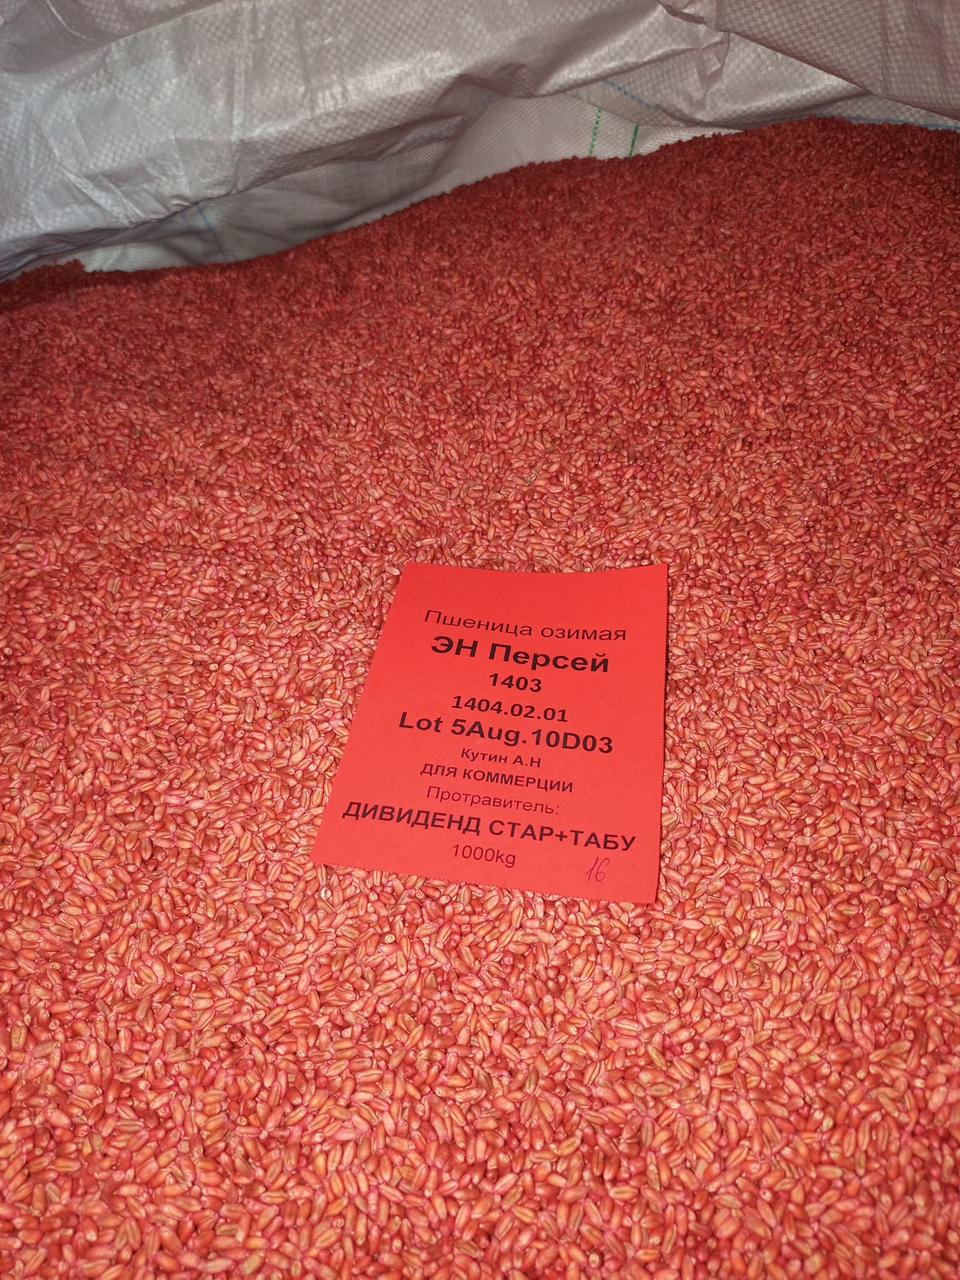 Пшеница озимая
ЭН Персей
1403
1404.02.01
Lot 5Aug.10D03
Кутин А.Н
ДЛЯ КОММЕРЦИИ
Протравитель:
ДИВИДЕНД СТАР+ТАБУ
1000kg
16